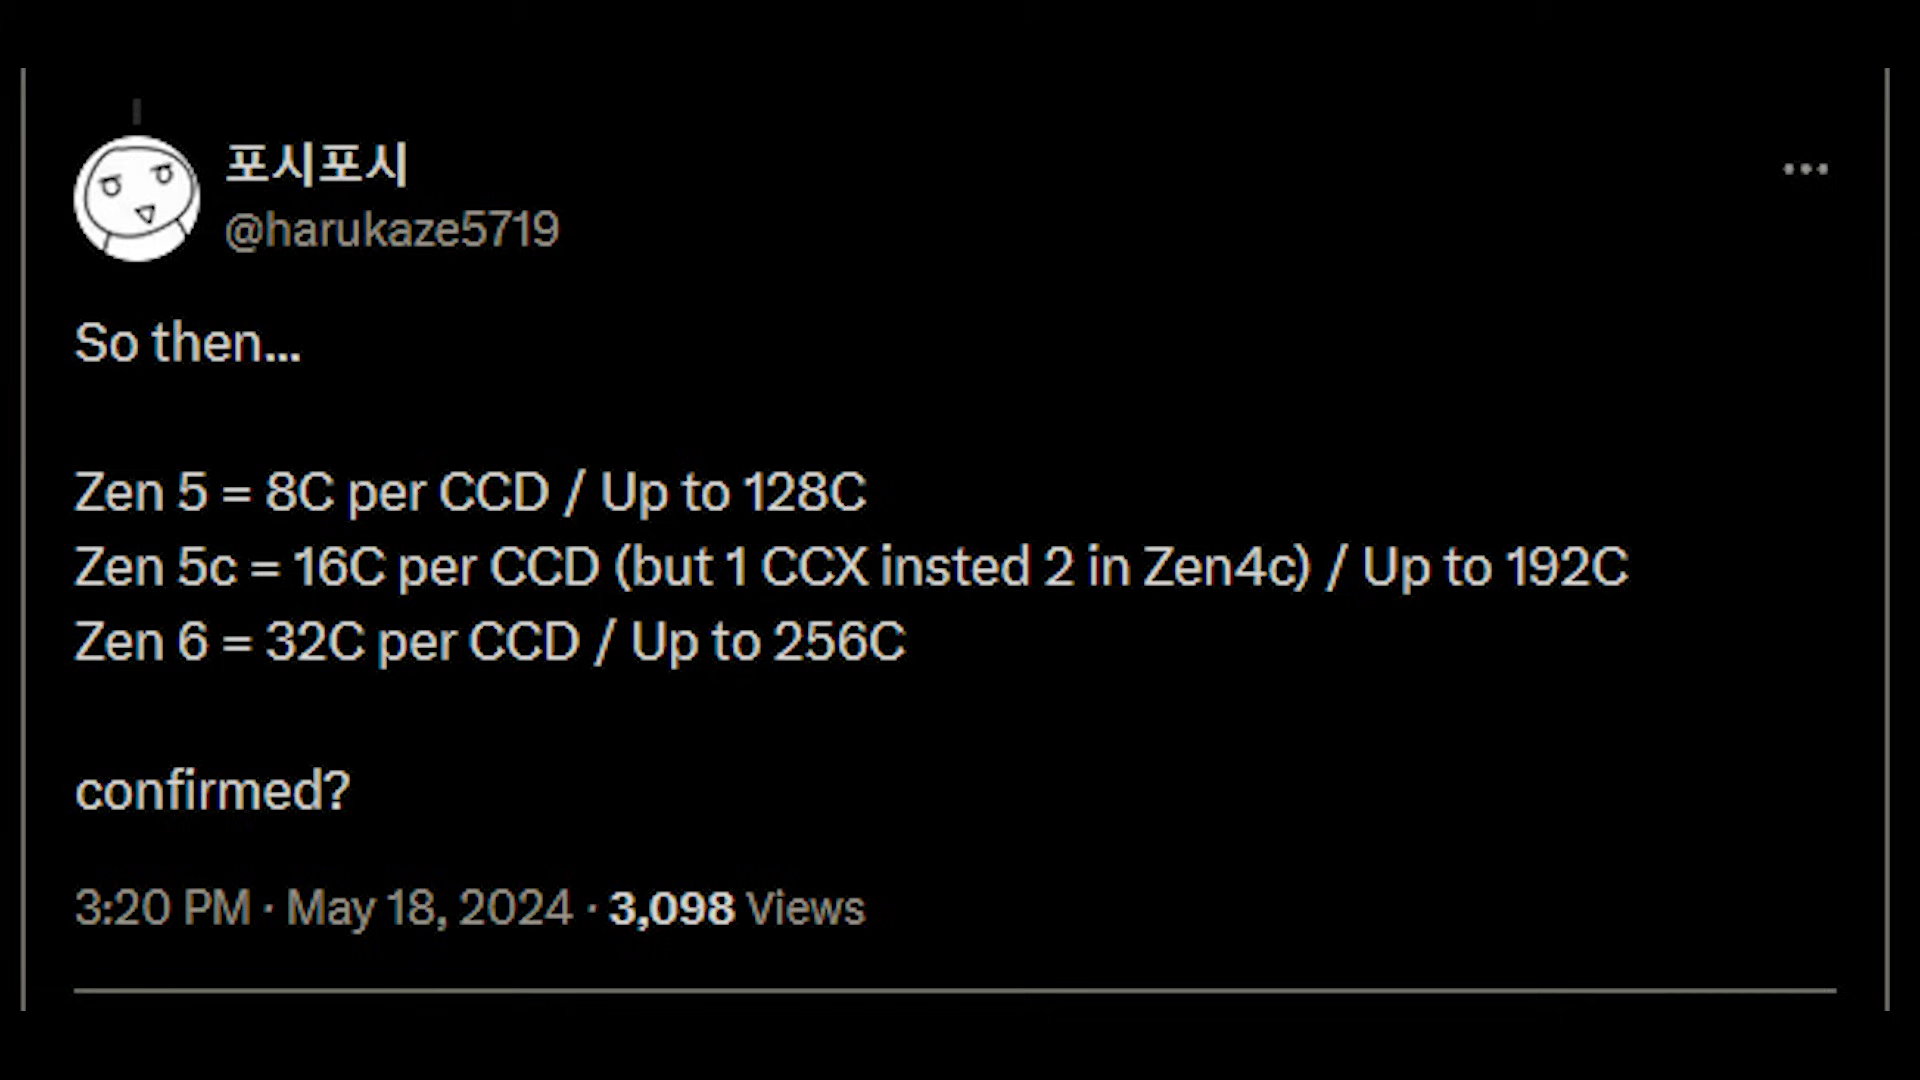 포시포시
@harukaze5719
So then...
Zen 5 = 8C per CCD / Up to 128C
Zen 5c = 16C per CCD (but 1 CCX insted 2 in Zen4c) / Up to 192C
Zen 6 = 32C per CCD / Up to 256C
confirmed?
3:20 PM · May 18, 2024 · 3,098 Views